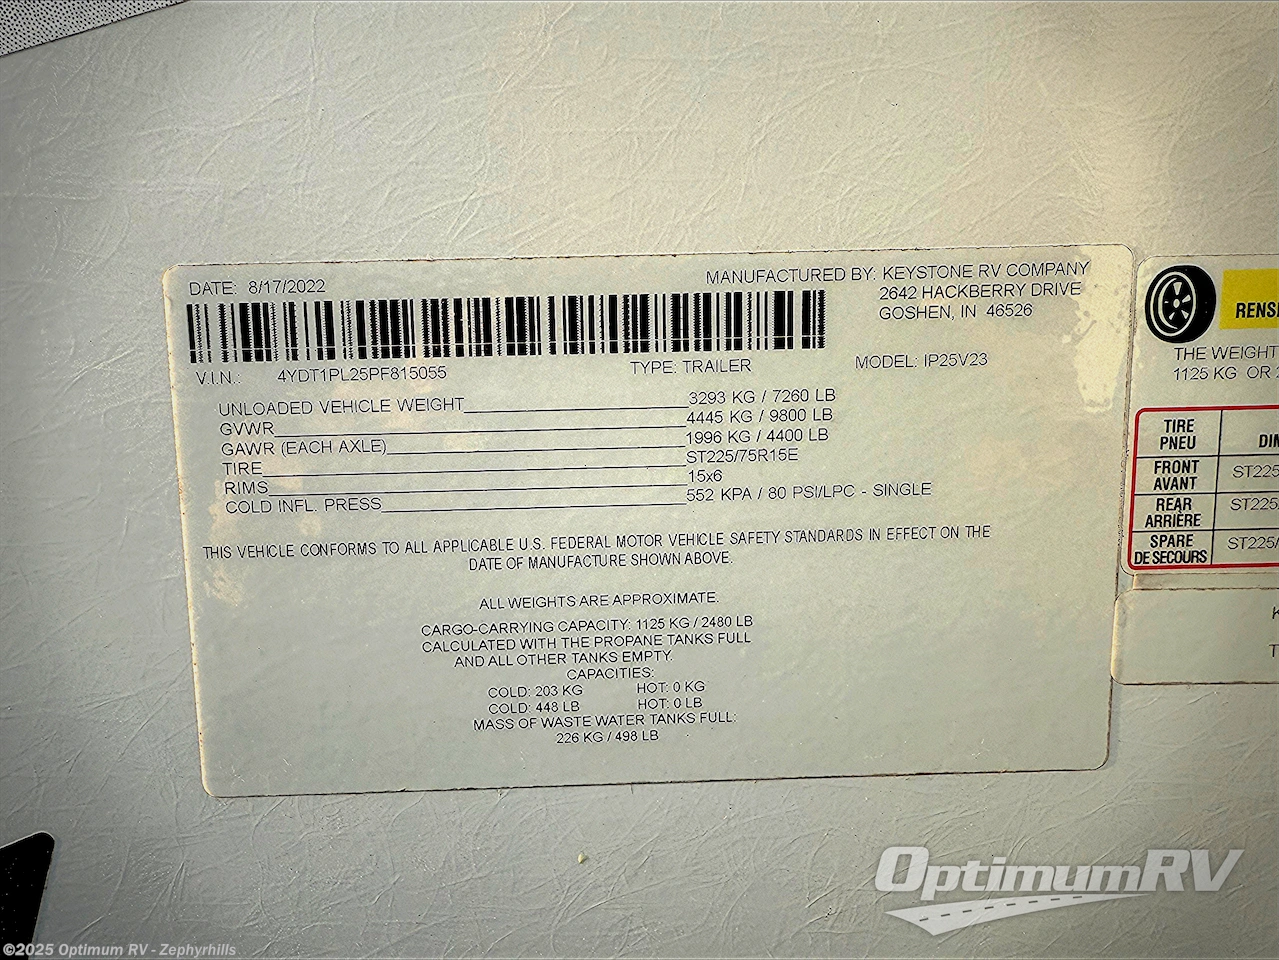 DATE: 8/17/2022
MANUFACTURED BY: KEYSTONE RV COMPANY
2642 HACKBERRY DRIVE
GOSHEN, IN 46526
V.I.N.: 4YDT1PL25PF815055
TYPE: TRAILER
MODEL: IP25V23
UNLOADED VEHICLE WEIGHT 3293 KG / 7260 LB
GVWR 4445 KG / 9800 LB
GAWR (EACH AXLE) 1996 KG / 4400 LB
TIRE ST225/75R15E
RIMS 15x6
COLD INFL. PRESS 552 KPA / 80 PSI/LPC - SINGLE
THIS VEHICLE CONFORMS TO ALL APPLICABLE U.S. FEDERAL MOTOR VEHICLE SAFETY STANDARDS IN EFFECT ON THE
DATE OF MANUFACTURE SHOWN ABOVE.
ALL WEIGHTS ARE APPROXIMATE.
CARGO-CARRYING CAPACITY: 1125 KG / 2480 LB
CALCULATED WITH THE PROPANE TANKS FULL
AND ALL OTHER TANKS EMPTY.
CAPACITIES:
COLD: 203 KG HOT: 0 KG
COLD: 448 LB HOT: 0 LB
MASS OF WASTE WATER TANKS FULL:
226 KG / 498 LB
THE WEIGHT
1125 KG OR
TIRE
PNEU
FRONT
AVANT
ST225
REAR
ARRIÈRE
ST225
SPARE
DE SECOURS
ST225/
OptimumRV
©2025 Optimum RV - Zephyrhills